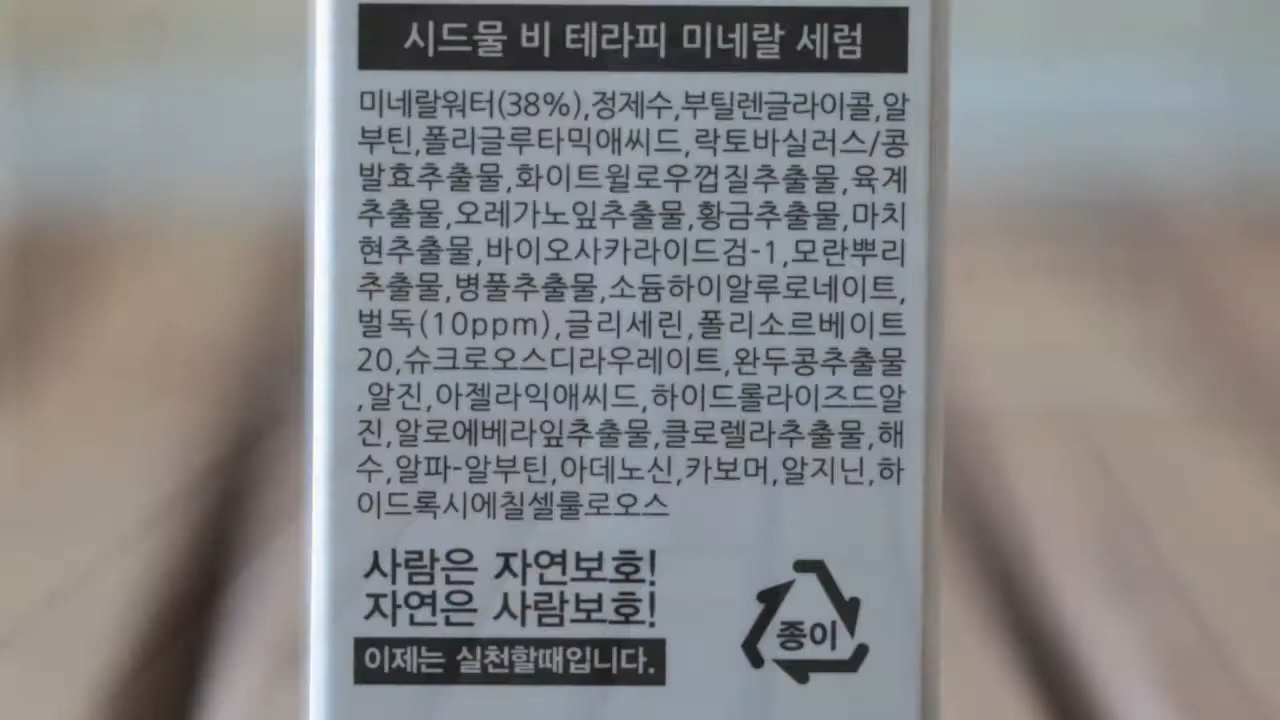 시드물 비 테라피 미네랄 세럼
미네랄워터(38%),정제수,부틸렌글라이콜,알
부틴,폴리글루타믹애씨드,락토바실러스/콩
발효추출물,화이트윌로우껍질추출물,육계
추출물,오레가노잎추출물,황금추출물,마치
현추출물,바이오사카라이드검-1,모란뿌리
추출물,병풀추출물,소듐하이알루로네이트,
벌독(10ppm),글리세린,폴리소르베이트
20,슈크로오스디라우레이트,완두콩추출물
,알진,아젤라익애씨드,하이드롤라이즈드알
진,알로에베라잎추출물,클로렐라추출물,해
수,알파-알부틴,아데노신,카보머,알지닌,하
이드록시에칠셀룰로오스
사람은 자연보호!
자연은 사람보호!
이제는 실천할때입니다.
종이